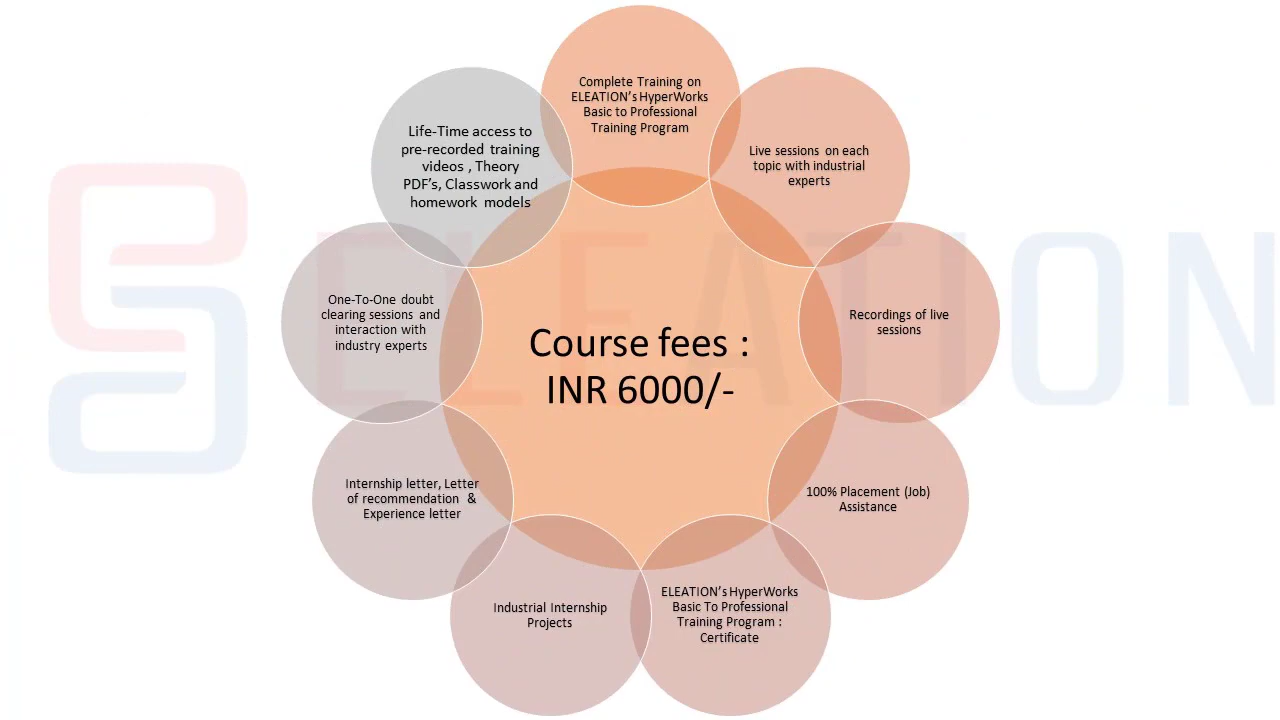 Complete Training on
ELEATION's HyperWorks
Basic to Professional
Training Program
Live sessions on each
topic with industrial
experts
Recordings of live
sessions
100% Placement (Job)
Assistance
ELEATION's HyperWorks
Basic To Professional
Training Program :
Certificate
Industrial Internship
Projects
Internship letter, Letter
of recommendation &
Experience letter
One-To-One doubt
clearing sessions and
interaction with
industry experts
Life-Time access to
pre-recorded training
videos , Theory
PDF's, Classwork and
homework models
Course fees :
INR 6000/-
ELEATION